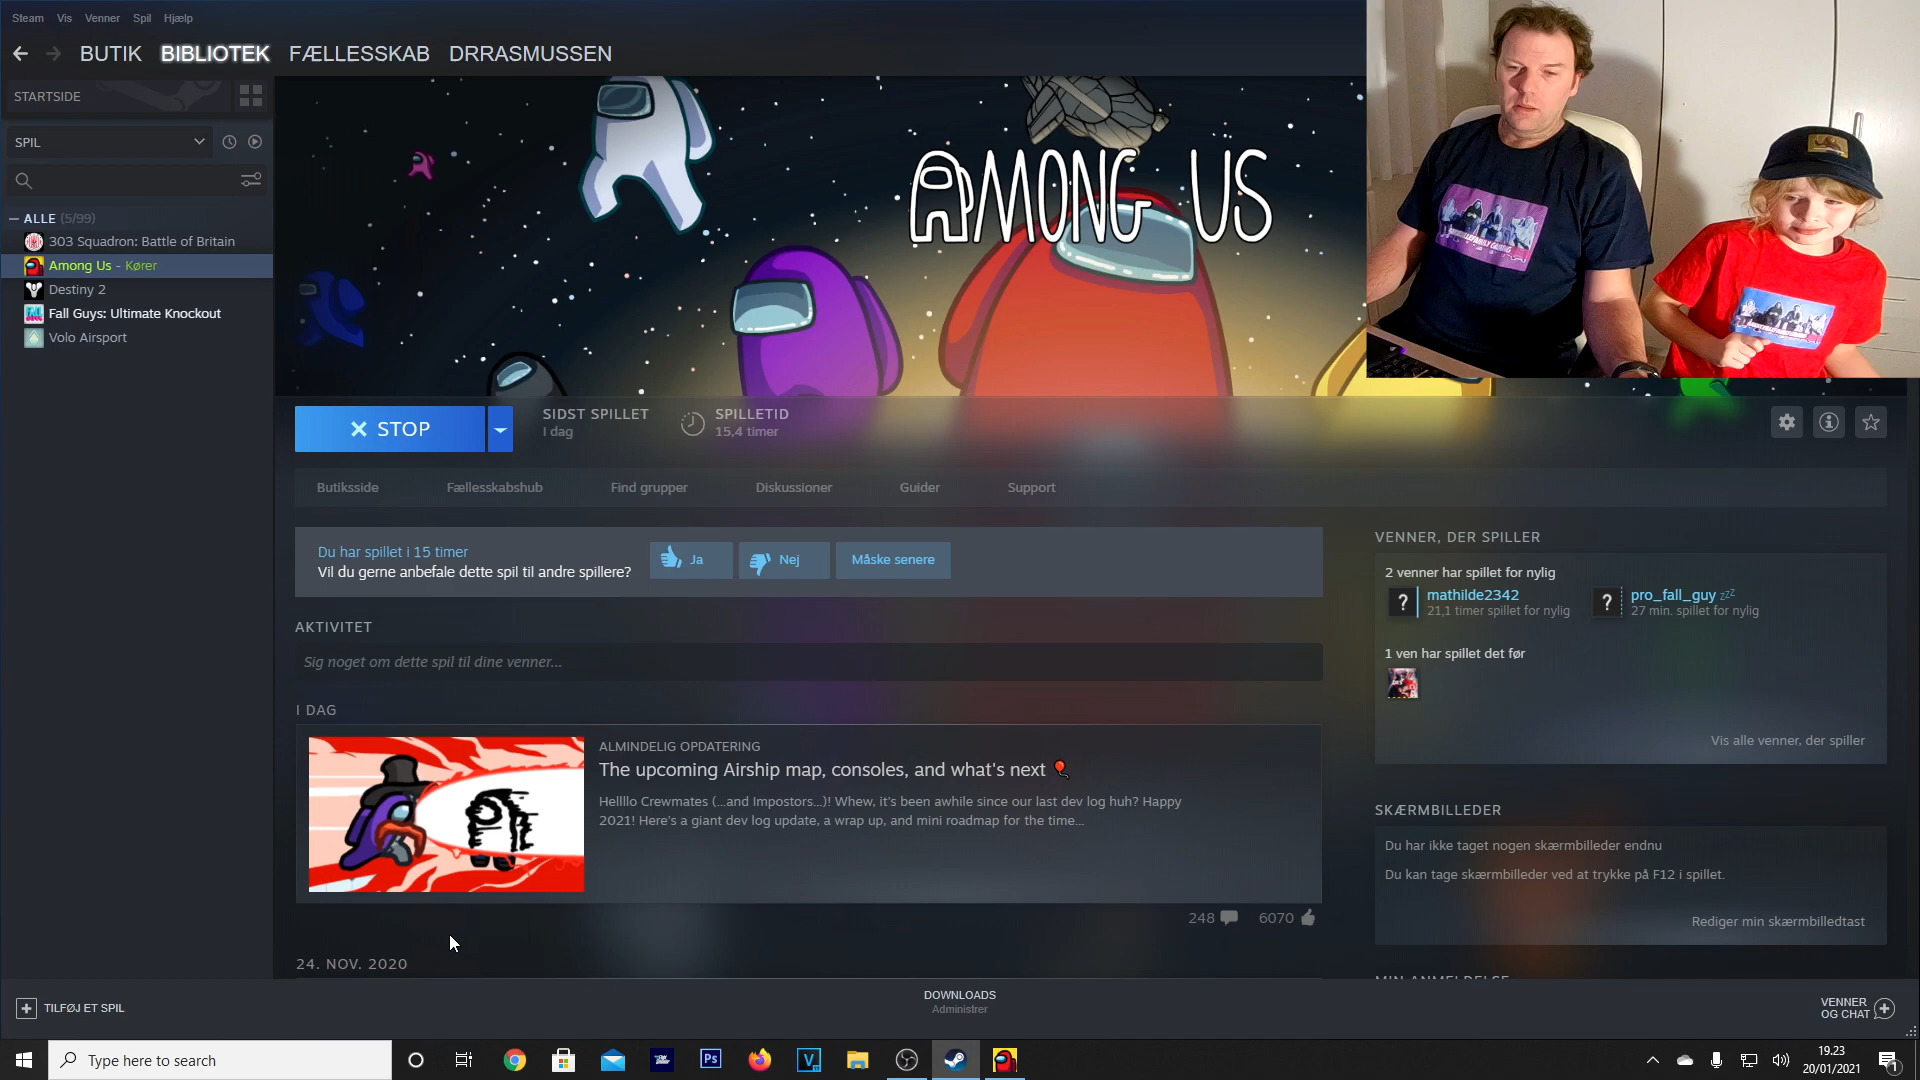 Steam Vis Venner Spil Hjælp
BUTIK BIBLIOTEK FÆLLESSKAB DRRASMUSSEN
STARTSIDE
SPIL
ALLE (5/99)
303 Squadron: Battle of Britain
Among Us - Kører
Destiny 2
Fall Guys: Ultimate Knockout
Volo Airsport
AMONG US
STOP
SIDST SPILLET
I dag
SPILLETID
15,4 timer
Butiksside Fællesskabshub Find grupper Diskussioner Guider Support
Du har spillet i 15 timer
Vil du gerne anbefale dette spil til andre spillere?
Ja Nej Måske senere
AKTIVITET
Sig noget om dette spil til dine venner...
I DAG
ALMINDELIG OPDATERING
The upcoming Airship map, consoles, and what's next
Hellllo Crewmates (...and Impostors...)! Whew, it's been awhile since our last dev log huh? Happy
2021! Here's a giant dev log update, a wrap up, and mini roadmap for the time...
248 6070
24. NOV. 2020
VENNER, DER SPILLER
2 venner har spillet for nylig
mathilde2342
21,1 timer spillet for nylig
pro_fall_guy zzz
27 min. spillet for nylig
1 ven har spillet det før
Vis alle venner, der spiller
SKÆRMBILLEDER
Du har ikke taget nogen skærmbilleder endnu
Du kan tage skærmbilleder ved at trykke på F12 i spillet.
Rediger min skærmbilledtast
MIN ANMELDELSE
TILFØJ ET SPIL
DOWNLOADS
Administrer
VENNER
OG CHAT
Type here to search
Ps
V
19.23
20/01/2021
1